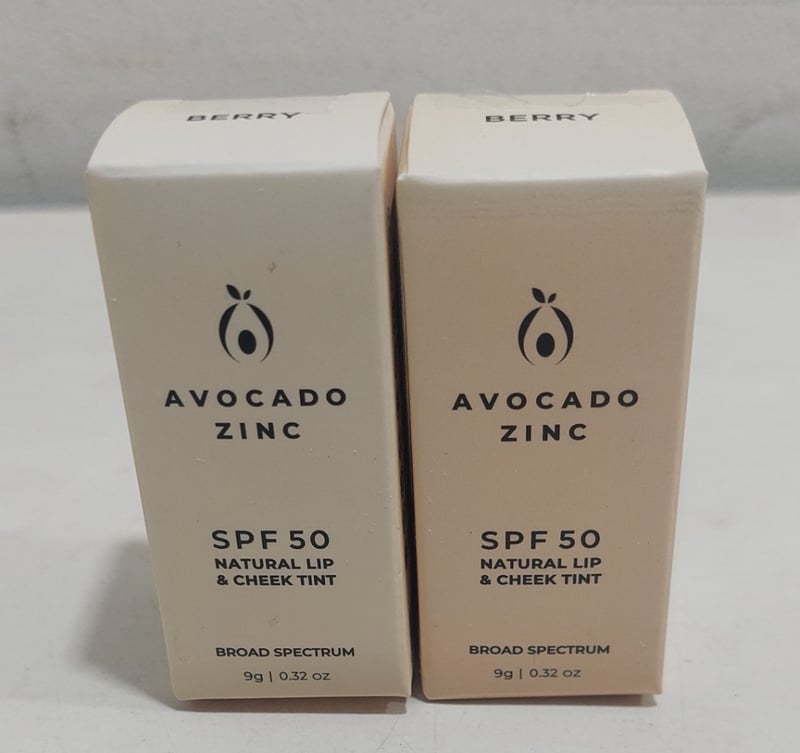 BERRY
AVOCADO
ZINC
SPF 50
NATURAL LIP
& CHEEK TINT
BROAD SPECTRUM
9g | 0.32 oz
BERRY
AVOCADO
ZINC
SPF 50
NATURAL LIP
& CHEEK TINT
BROAD SPECTRUM
9g | 0.32 oz